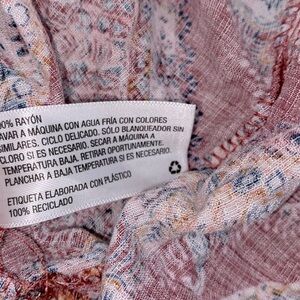 00% RAYÓN
AVAR A MÁQUINA CON AGUA FRÍA CON COLORES
SIMILARES. CICLO DELICADO. SÓLO BLANQUEADOR SIN
CLORO SI ES NECESARIO. SECAR A MÁQUINA A
TEMPERATURA BAJA. RETIRAR OPORTUNAMENTE.
PLANCHAR A BAJA TEMPERATURA SI ES NECESARIO.
ETIQUETA ELABORADA CON PLÁSTICO
100% RECICLADO